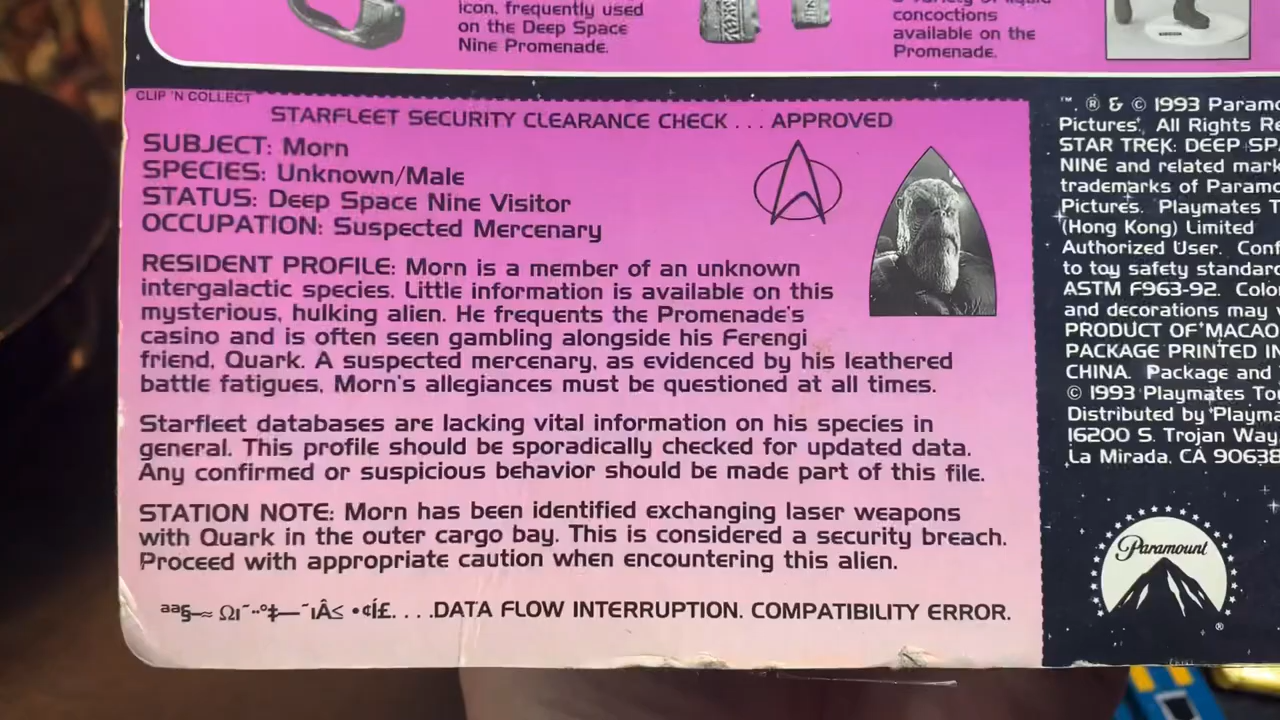 icon, frequently used
on the Deep Space
Nine Promenade.
concoctions
available on the
Promenade.
CLIP 'N COLLECT
STARFLEET SECURITY CLEARANCE CHECK . . . APPROVED
SUBJECT: Morn
SPECIES: Unknown/Male
STATUS: Deep Space Nine Visitor
OCCUPATION: Suspected Mercenary
RESIDENT PROFILE: Morn is a member of an unknown
intergalactic species. Little information is available on this
mysterious, hulking alien. He frequents the Promenade's
casino and is often seen gambling alongside his Ferengi
friend, Quark. A suspected mercenary, as evidenced by his leathered
battle fatigues, Morn's allegiances must be questioned at all times.
Starfleet databases are lacking vital information on his species in
general. This profile should be sporadically checked for updated data.
Any confirmed or suspicious behavior should be made part of this file.
STATION NOTE: Morn has been identified exchanging laser weapons
with Quark in the outer cargo bay. This is considered a security breach.
Proceed with appropriate caution when encountering this alien.
ªª§—≈ Ωı˜··°‡—˜ıÂ≤ •¢Í£. . . .DATA FLOW INTERRUPTION. COMPATIBILITY ERROR.
™, ® & © 1993 Paramo
Pictures. All Rights Re
STAR TREK: DEEP SPA
NINE and related mark
trademarks of Paramo
Pictures. Playmates T
(Hong Kong) Limited
Authorized User. Conf
to toy safety standard
ASTM F963-92. Colo
and decorations may v
PRODUCT OF MACAO
PACKAGE PRINTED IN
CHINA. Package and
© 1993 Playmates Toy
Distributed by Playma
16200 S. Trojan Way
La Mirada, CA 90638
Paramount
®